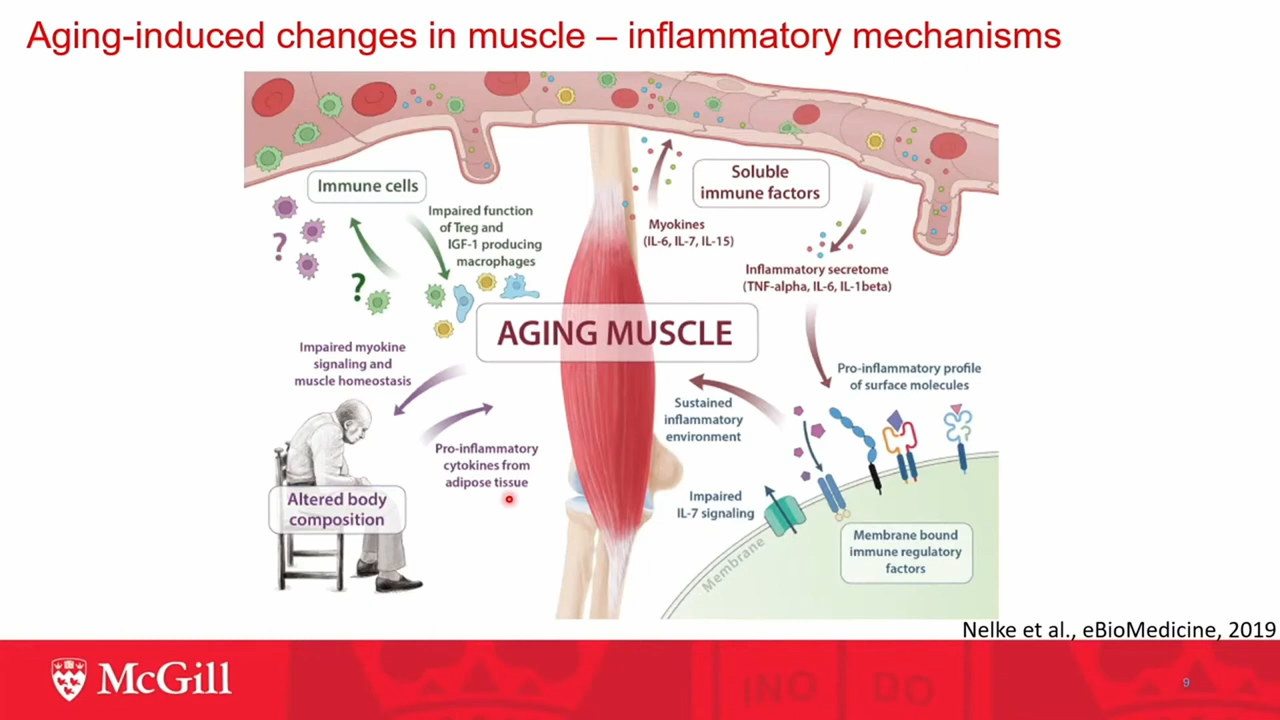 Aging-induced changes in muscle – inflammatory mechanisms
Immune cells
?
?
Impaired function
of Treg and
IGF-1 producing
macrophages
Myokines
(IL-6, IL-7, IL-15)
Soluble
immune factors
Inflammatory secretome
(TNF-alpha, IL-6, IL-1beta)
AGING MUSCLE
Impaired myokine
signaling and
muscle homeostasis
Pro-inflammatory
cytokines from
adipose tissue
Altered body
composition
Sustained
inflammatory
environment
Pro-inflammatory profile
of surface molecules
Impaired
IL-7 signaling
Membrane
Membrane bound
immune regulatory
factors
Nelke et al., eBioMedicine, 2019
McGill
INO DO
9